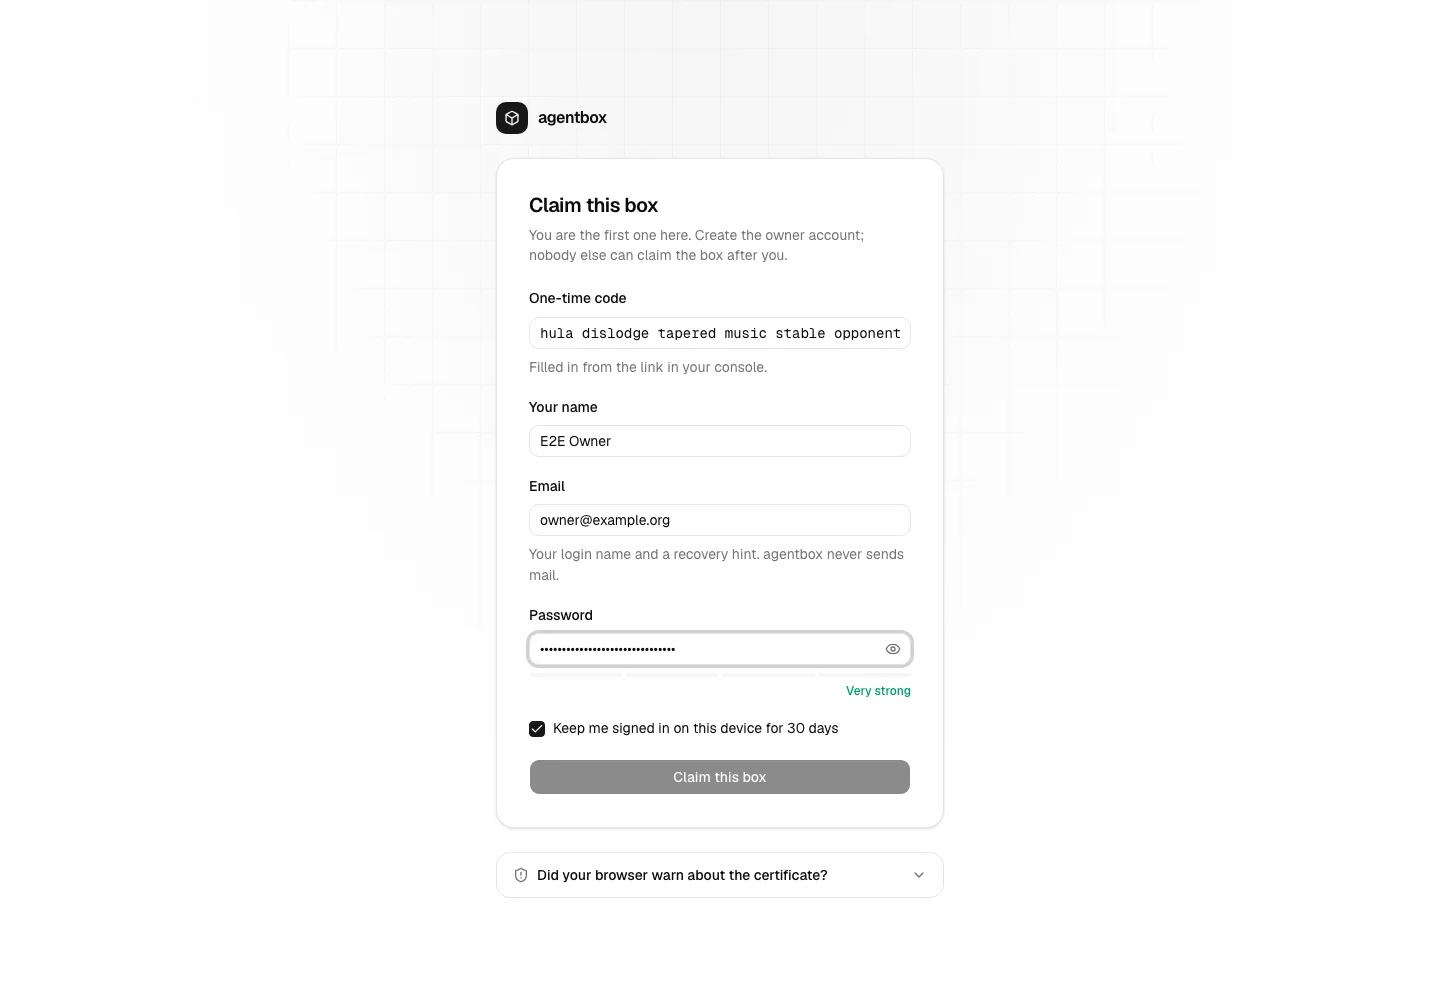 agentbox
Claim this box
You are the first one here. Create the owner account;
nobody else can claim the box after you.
One-time code
hula dislodge tapered music stable opponent
Filled in from the link in your console.
Your name
E2E Owner
Email
owner@example.org
Your login name and a recovery hint. agentbox never sends
mail.
Password
•••••••••••••••••••••••••••••••
Very strong
Keep me signed in on this device for 30 days
Claim this box
Did your browser warn about the certificate?